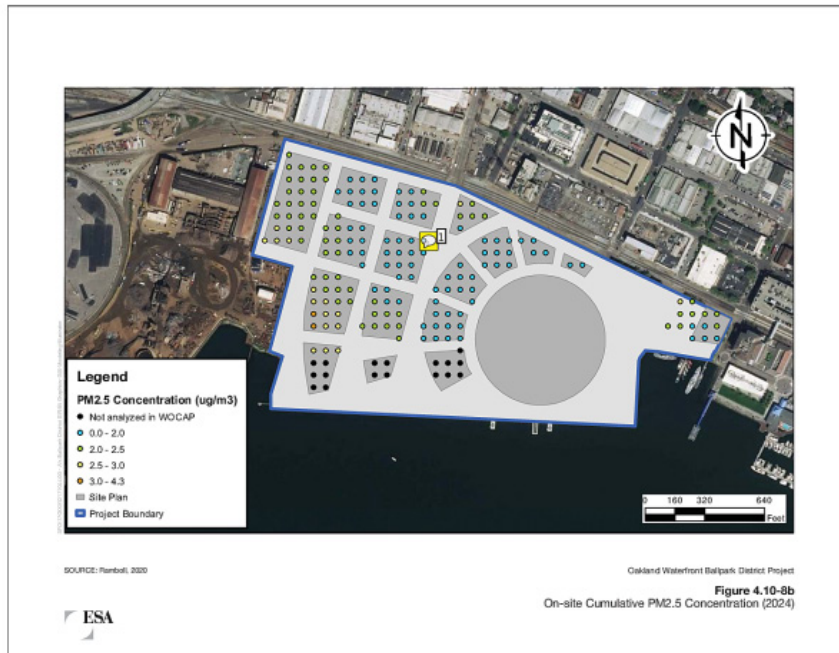 N
1
Legend
PM2.5 Concentration (ug/m3)
Not analyzed in WOCAP
0.0 - 2.0
2.0 - 2.5
2.5 - 3.0
3.0 - 4.3
Site Plan
Project Boundary
0 160 320 640
Feet
SOURCE: Ramboll, 2020
Oakland Waterfront Ballpark District Project
Figure 4.10-8b
On-site Cumulative PM2.5 Concentration (2024)
ESA